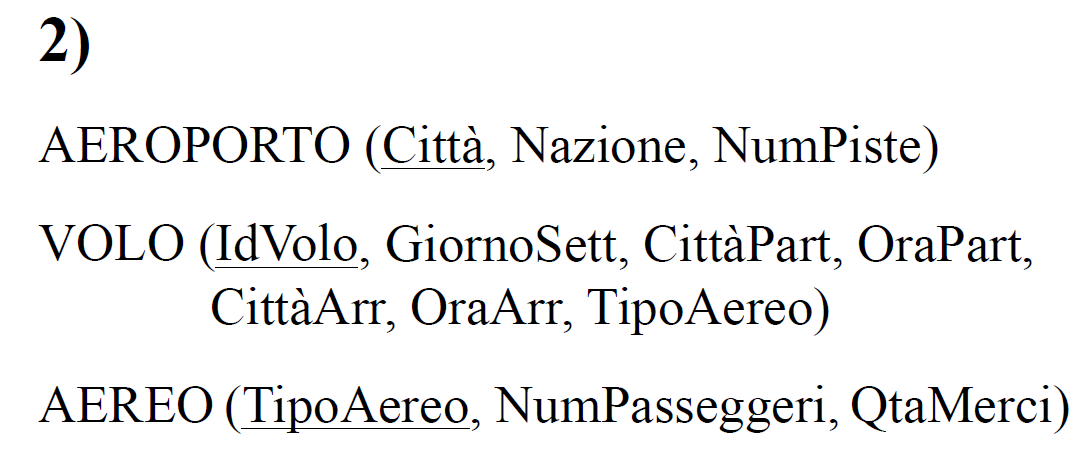 2)
AEROPORTO (Città, Nazione, NumPiste)
VOLO (IdVolo, GiornoSett, CittàPart, OraPart,
CittàArr, OraArr, TipoAereo)
AEREO (TipoAereo, NumPasseggeri, QtaMerci)